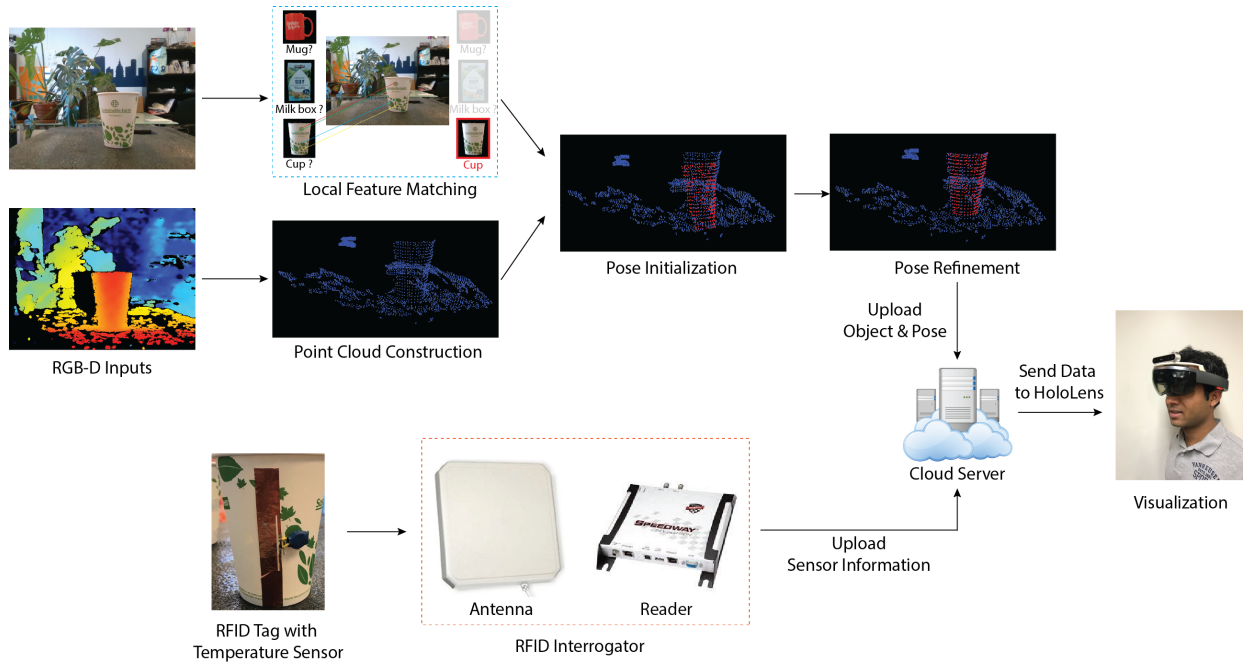 Mug?
Milk box ?
Cup ?
Mug?
Milk box ?
Cup
Local Feature Matching
RGB-D Inputs
Point Cloud Construction
Pose Initialization
Pose Refinement
Upload
Object & Pose
Send Data
to HoloLens
Cloud Server
Visualization
RFID Tag with
Temperature Sensor
SPEEDWAY
Antenna
Reader
RFID Interrogator
Upload
Sensor Information